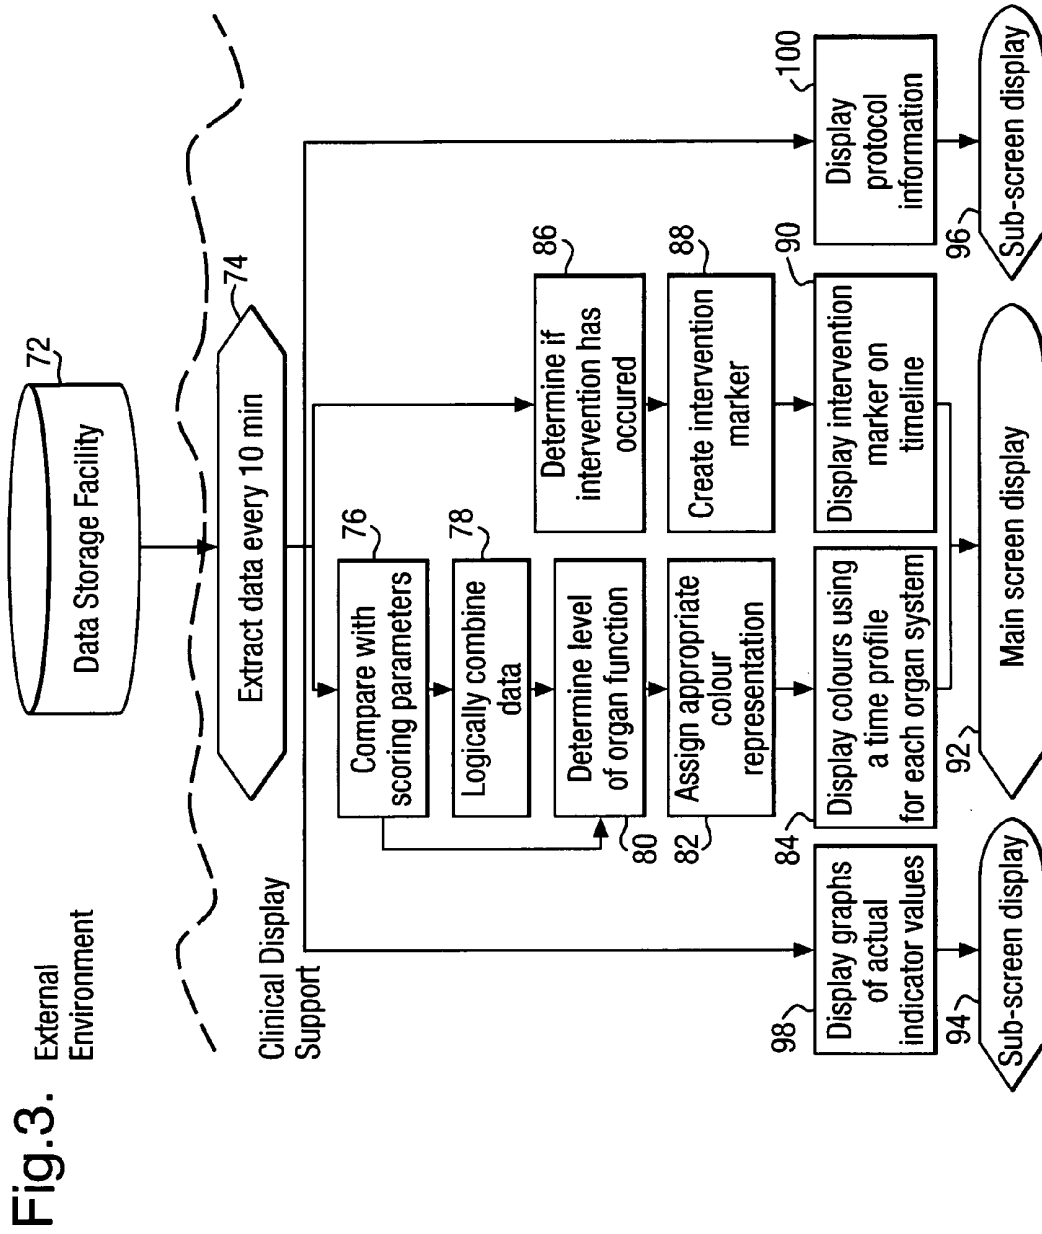 Fig.3.
External
Environment
72
Data Storage Facility
74
Extract data every 10 min
Clinical Display
Support
76
Compare with
scoring parameters
78
Logically combine
data
Determine level
of organ function
80
Assign appropriate
colour
representation
82
86
Determine if
intervention has
occured
88
Create intervention
marker
98
Display graphs
of actual
indicator values
84
Display colours using
a time profile
for each organ system
90
Display intervention
marker on
timeline
100
Display
protocol
information
94
Sub-screen display
92
Main screen display
96
Sub-screen display